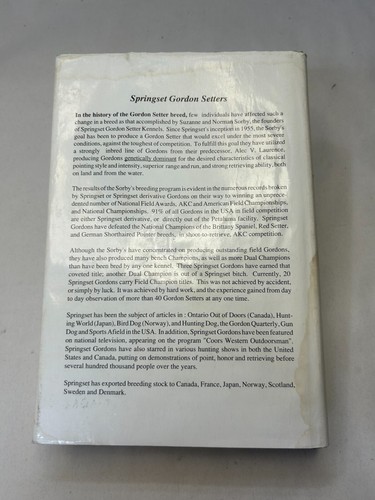 Springset Gordon Setters
In the history of the Gordon Setter breed, few individuals have affected such a
change in a breed as that accomplished by Suzanne and Norman Sorby, the founders
of Springset Gordon Setter Kennels. Since Springset's inception in 1955, the Sorby's
goal has been to produce a Gordon Setter that would excel under the most severe
conditions, against the toughest of competition. To fulfill this goal they have utilized
a strongly inbred line of Gordons from their predecessor, Alec V. Laurence,
producing Gordons genetically dominant for the desired characteristics of classical
pointing style and intensity, superior range and run, and strong retrieving ability, both
on land and from the water.
The results of the Sorby's breeding program is evident in the numerous records broken
by Springset or Springset derivative Gordons on their way to winning an unprece-
dented number of National Field Awards, AKC and American Field Championships,
and National Championships. 91% of all Gordons in the USA in field competition
are either Springset derivative, or directly out of the Petaluma facility. Springset
Gordons have defeated the National Champions of the Brittany Spaniel, Red Setter,
and German Shorthaired Pointer breeds, in shoot-to-retrieve, AKC competition.
Although the Sorby's have concentrated on producing outstanding field Gordons,
they have also produced many bench Champions, as well as more Dual Champions
than have been bred by any one kennel. Three Springset Gordons have earned that
coveted title; another Dual Champion is out of a Springset bitch. Currently, 20
Springset Gordons carry Field Champion titles. This was not achieved by accident,
or simply by luck. It was achieved by hard work, and the experience gained from day
to day observation of more than 40 Gordon Setters at any one time.
Springset has been the subject of articles in : Ontario Out of Doors (Canada), Hunt-
ing World (Japan), Bird Dog (Norway), and Hunting Dog, the Gordon Quarterly, Gun
Dog and Sports Afield in the USA. In addition, Springset Gordons have been featured
on national television, appearing on the program "Coors Western Outdoorsman".
Springset Gordons have also starred in various hunting shows in both the United
States and Canada, putting on demonstrations of point, honor and retrieving before
several hundred thousand people over the years.
Springset has exported breeding stock to Canada, France, Japan, Norway, Scotland,
Sweden and Denmark.